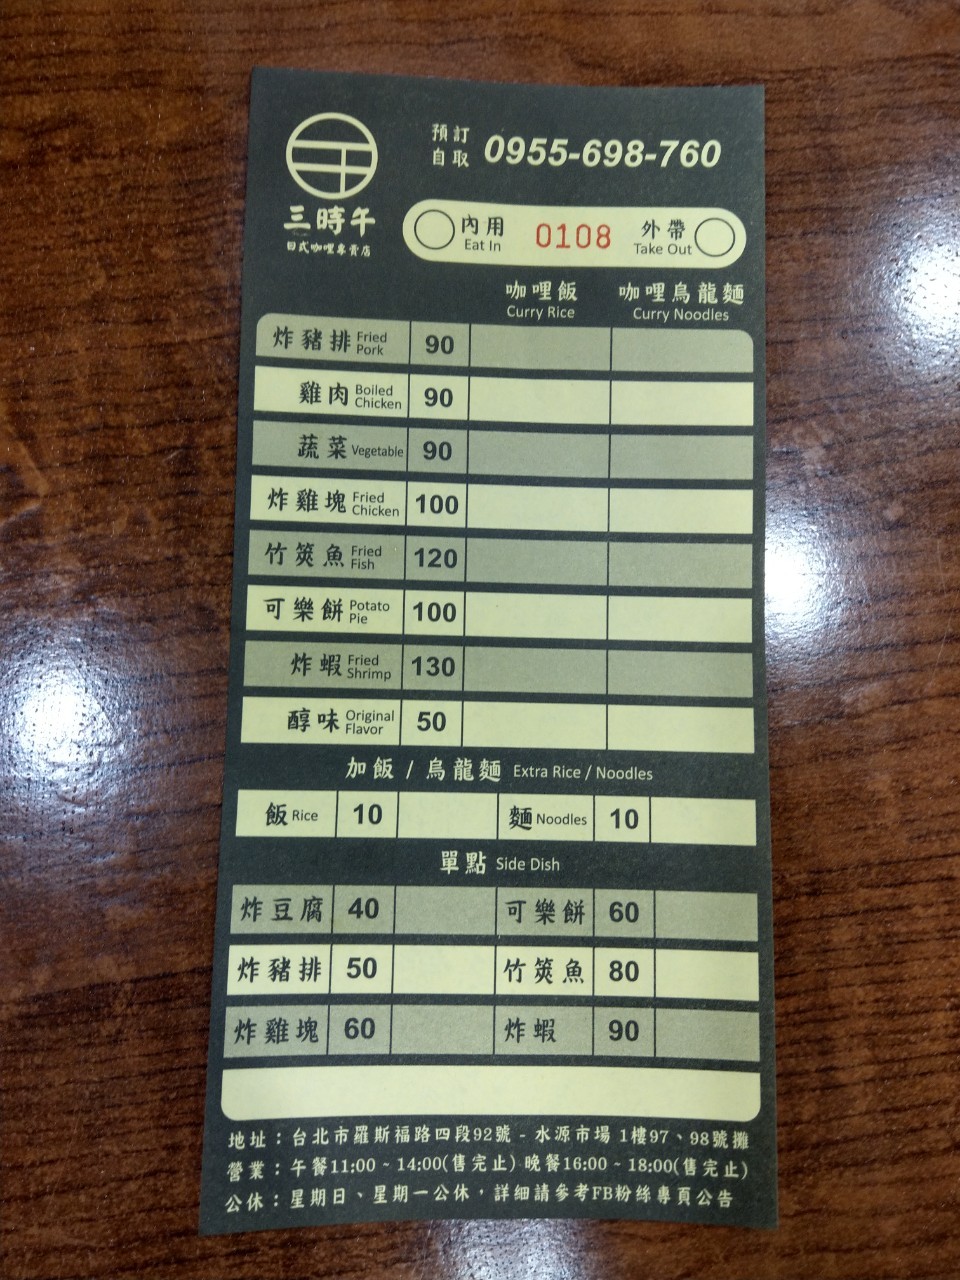 預訂
自取 0955-698-760
三時午
日式咖哩專賣店
內用 Eat In 0108 外帶 Take Out
咖哩飯 咖哩烏龍麵
Curry Rice Curry Noodles
炸豬排 Fried Pork 90
雞肉 Boiled Chicken 90
蔬菜 Vegetable 90
炸雞塊 Fried Chicken 100
竹筴魚 Fried Fish 120
可樂餅 Potato Pie 100
炸蝦 Fried Shrimp 130
醇味 Original Flavor 50
加飯 / 烏龍麵 Extra Rice / Noodles
飯 Rice 10 麵 Noodles 10
單點 Side Dish
炸豆腐 40 可樂餅 60
炸豬排 50 竹筴魚 80
炸雞塊 60 炸蝦 90
地址：台北市羅斯福路四段92號 - 水源市場 1樓97、98號攤
營業：午餐11:00 ~ 14:00(售完止) 晚餐16:00 ~ 18:00(售完止)
公休：星期日、星期一公休，詳細請參考FB粉絲專頁公告